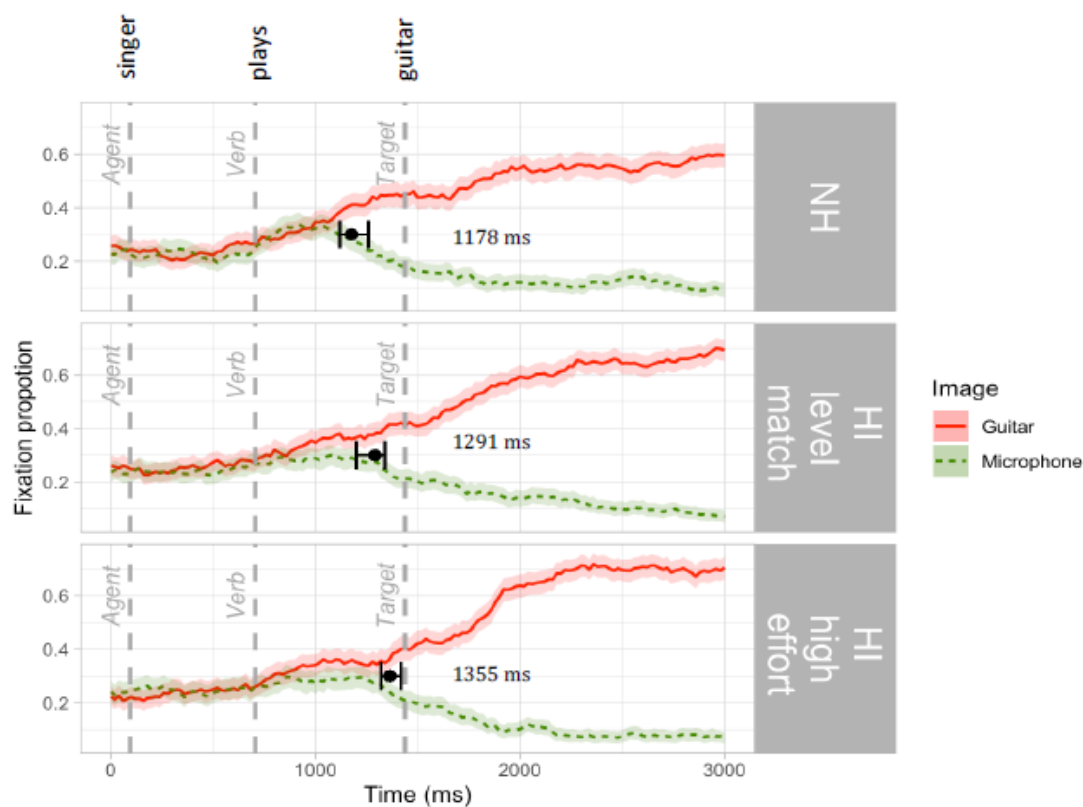 singer
plays
guitar
Agent
Verb
Target
0.6
0.4
0.2
1178 ms
NH
Agent
Verb
Target
0.6
0.4
0.2
1291 ms
HI
level
match
Agent
Verb
Target
0.6
0.4
0.2
1355 ms
HI
high
effort
Fixation propotion
0
1000
2000
3000
Time (ms)
Image
Guitar
Microphone